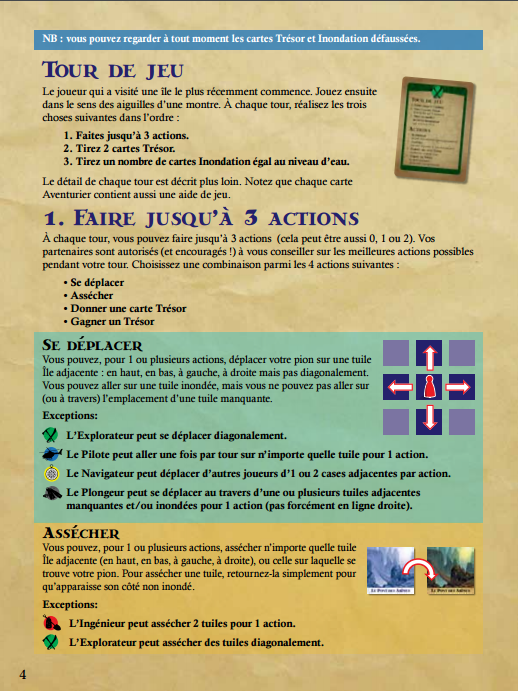 NB : vous pouvez regarder à tout moment les cartes Trésor et Inondation défaussées.
TOUR DE JEU
Le joueur qui a visité une île le plus récemment commence. Jouez ensuite
dans le sens des aiguilles d'une montre. À chaque tour, réalisez les trois
choses suivantes dans l'ordre :
1. Faites jusqu'à 3 actions.
2. Tirez 2 cartes Trésor.
3. Tirez un nombre de cartes Inondation égal au niveau d'eau.
Le détail de chaque tour est décrit plus loin. Notez que chaque carte
Aventurier contient aussi une aide de jeu.
1. FAIRE JUSQU'À 3 ACTIONS
À chaque tour, vous pouvez faire jusqu'à 3 actions (cela peut être aussi 0, 1 ou 2). Vos
partenaires sont autorisés (et encouragés !) à vous conseiller sur les meilleures actions possibles
pendant votre tour. Choisissez une combinaison parmi les 4 actions suivantes :
• Se déplacer
• Assécher
• Donner une carte Trésor
• Gagner un Trésor
SE DÉPLACER
Vous pouvez, pour 1 ou plusieurs actions, déplacer votre pion sur une tuile
Île adjacente : en haut, en bas, à gauche, à droite mais pas diagonalement.
Vous pouvez aller sur une tuile inondée, mais vous ne pouvez pas aller sur
(ou à travers) l'emplacement d'une tuile manquante.
Exceptions:
L'Explorateur peut se déplacer diagonalement.
Le Pilote peut aller une fois par tour sur n'importe quelle tuile pour 1 action.
Le Navigateur peut déplacer d'autres joueurs d'1 ou 2 cases adjacentes par action.
Le Plongeur peut se déplacer au travers d'une ou plusieurs tuiles adjacentes
manquantes et/ou inondées pour 1 action (pas forcément en ligne droite).
ASSÉCHER
Vous pouvez, pour 1 ou plusieurs actions, assécher n'importe quelle tuile
Île adjacente (en haut, en bas, à gauche, à droite), ou celle sur laquelle se
trouve votre pion. Pour assécher une tuile, retournez-la simplement pour
qu'apparaisse son côté non inondé.
Exceptions:
L'Ingénieur peut assécher 2 tuiles pour 1 action.
L'Explorateur peut assécher des tuiles diagonalement.
4